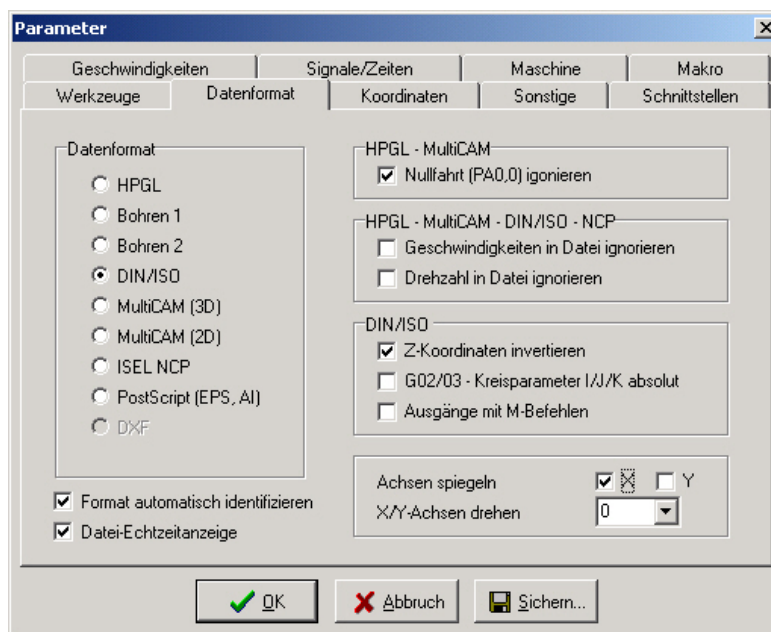 Parameter
Geschwindigkeiten
Signale/Zeiten
Maschine
Makro
Werkzeuge
Datenformat
Koordinaten
Sonstige
Schnittstellen
Datenformat
HPGL
Bohren 1
Bohren 2
DIN/ISO
MultiCAM (3D)
MultiCAM (2D)
ISEL NCP
PostScript (EPS, AI)
DXF
Format automatisch identifizieren
Datei-Echtzeitanzeige
HPGL - MultiCAM
Nullfahrt (PA0,0) igonieren
HPGL - MultiCAM - DIN/ISO - NCP
Geschwindigkeiten in Datei ignorieren
Drehzahl in Datei ignorieren
DIN/ISO
Z-Koordinaten invertieren
G02/03 - Kreisparameter I/J/K absolut
Ausgänge mit M-Befehlen
Achsen spiegeln X Y
X/Y-Achsen drehen 0
OK
Abbruch
Sichern...